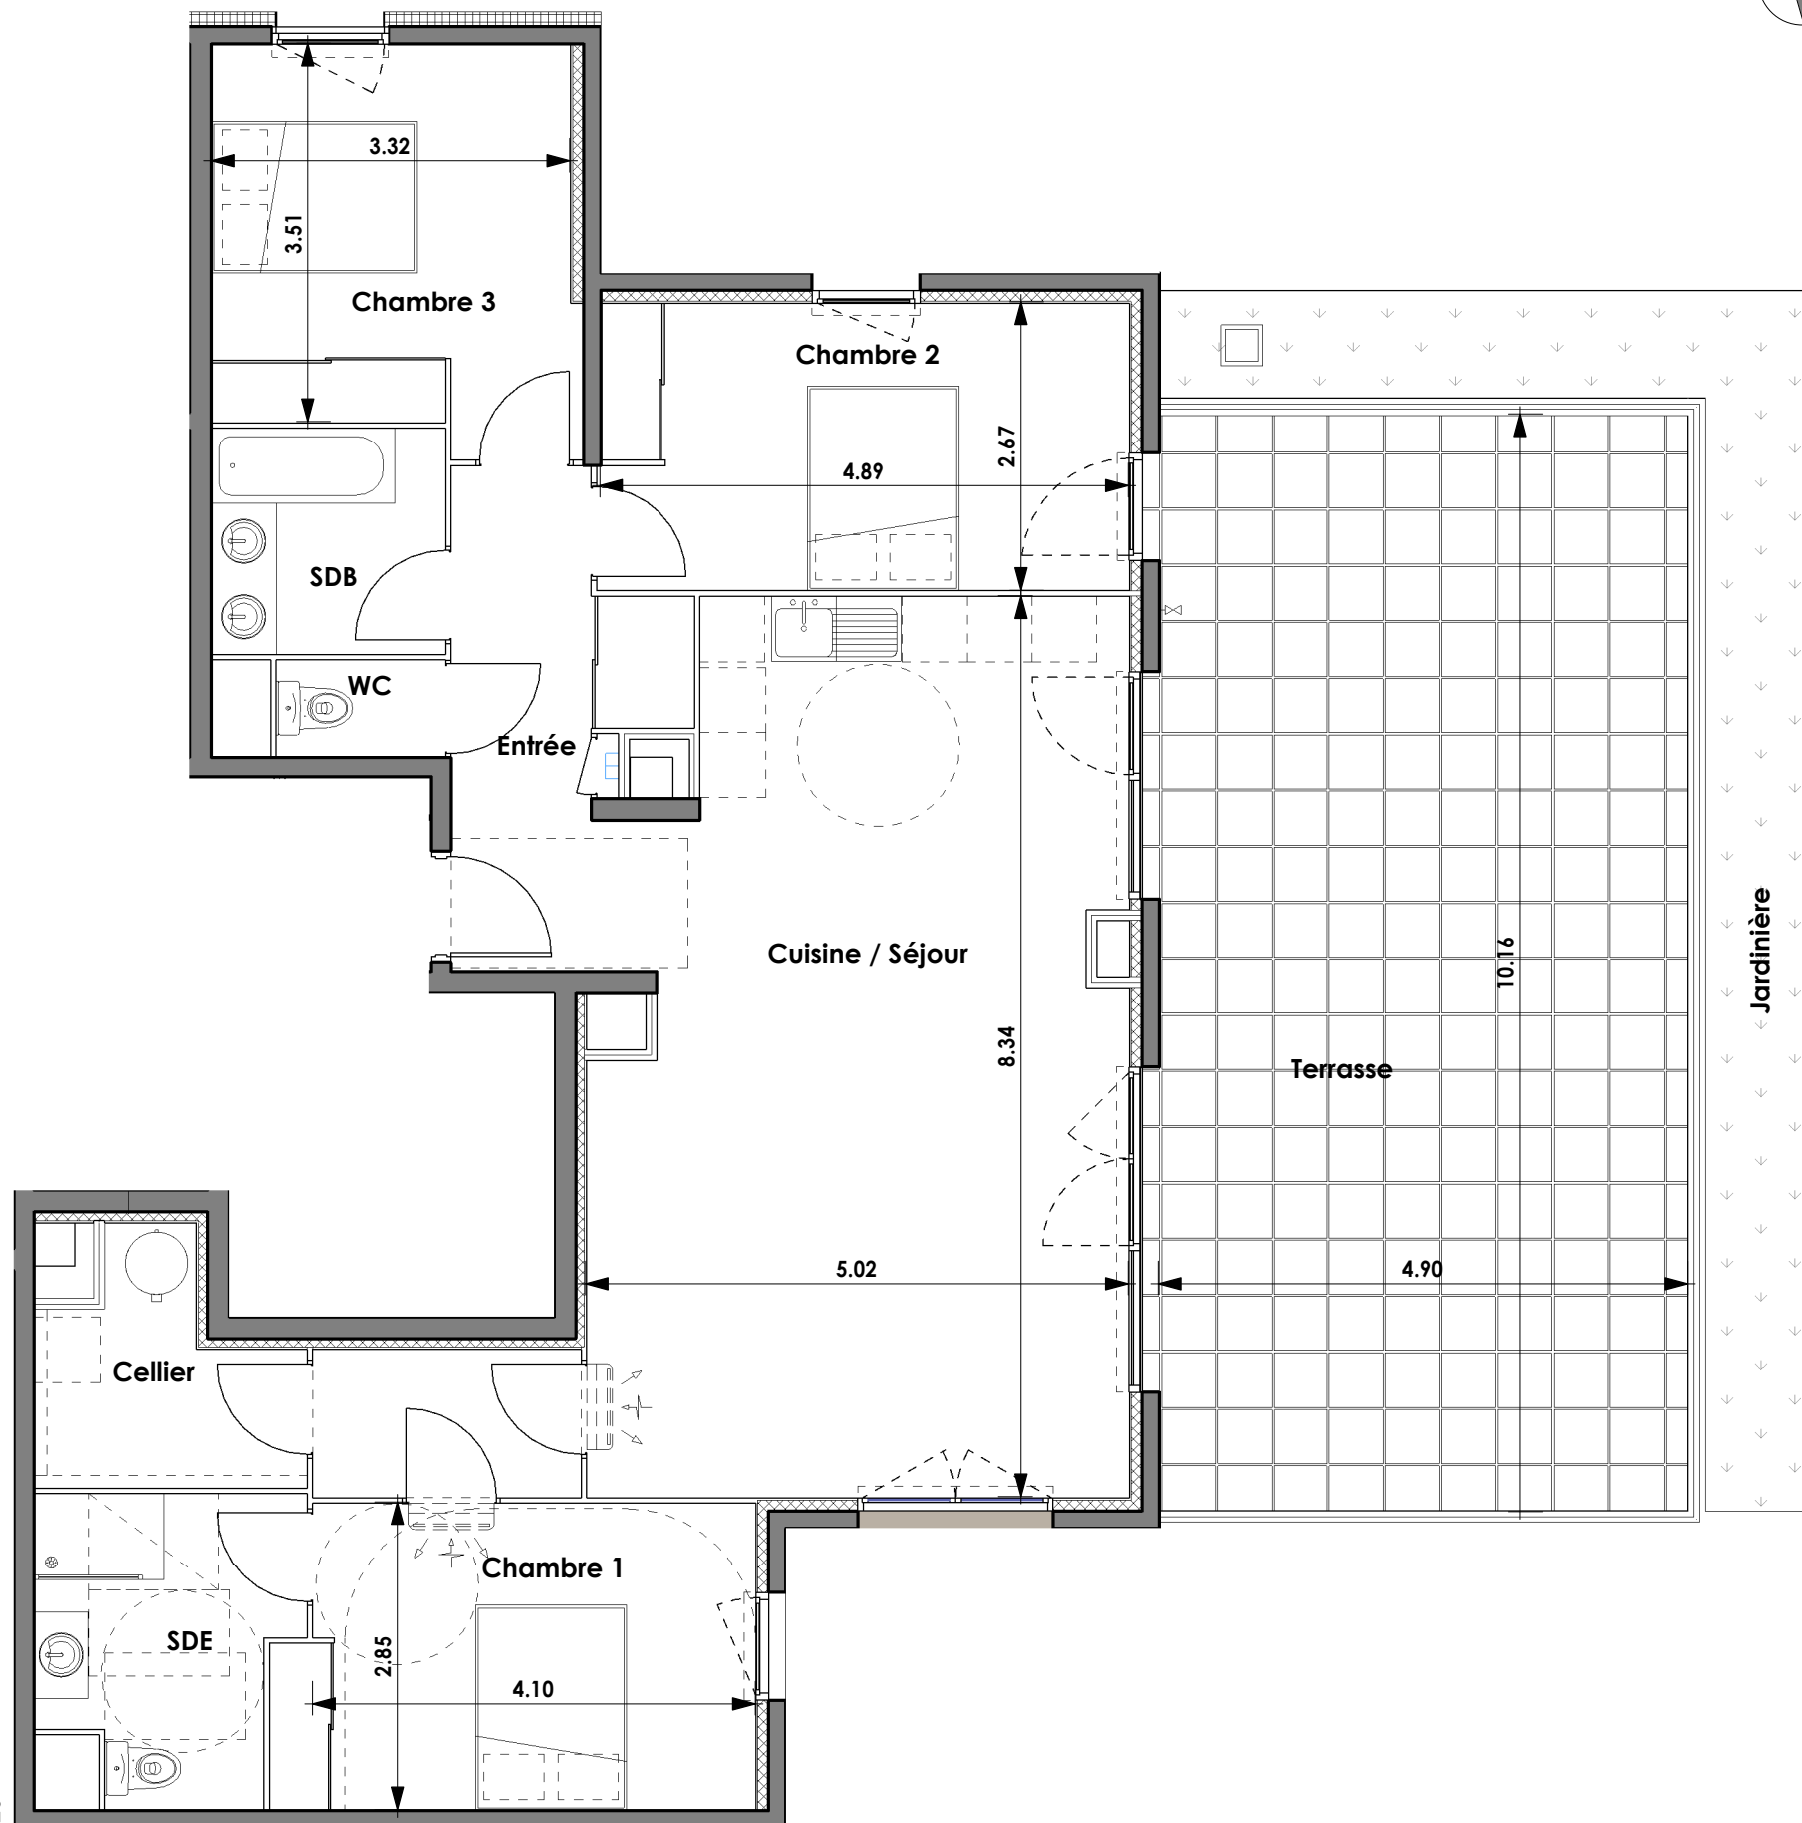 3.32
3.51
Chambre 3
Chambre 2
2.67
4.89
SDB
WC
Entrée
Jardinière
Cuisine / Séjour
10.16
8.34
Terrasse
5.02
4.90
Cellier
Chambre 1
SDE
2.85
4.10